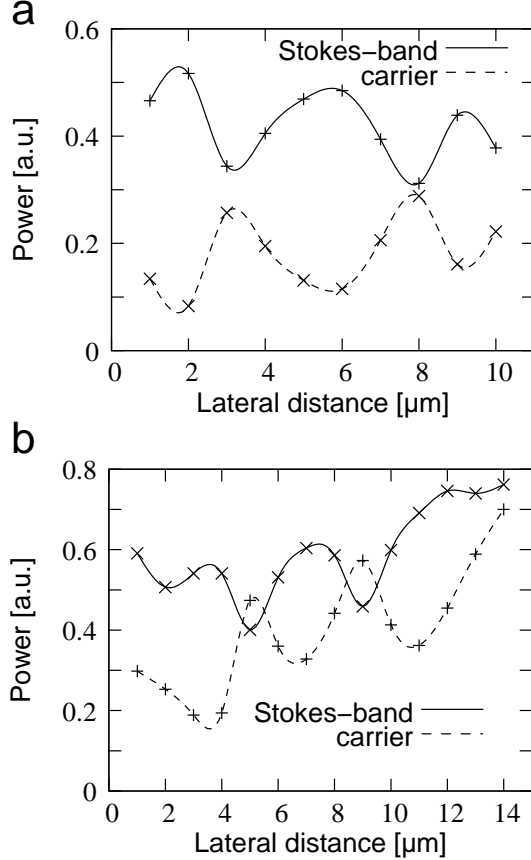 a
0.6
Stokes−band
carrier
0.4
Power [a.u.]
0.2
0
0 2 4 6 8 10
Lateral distance [μm]
b
0.8
0.6
Power [a.u.]
0.4
Stokes−band
0.2
carrier
0
0 2 4 6 8 10 12 14
Lateral distance [μm]